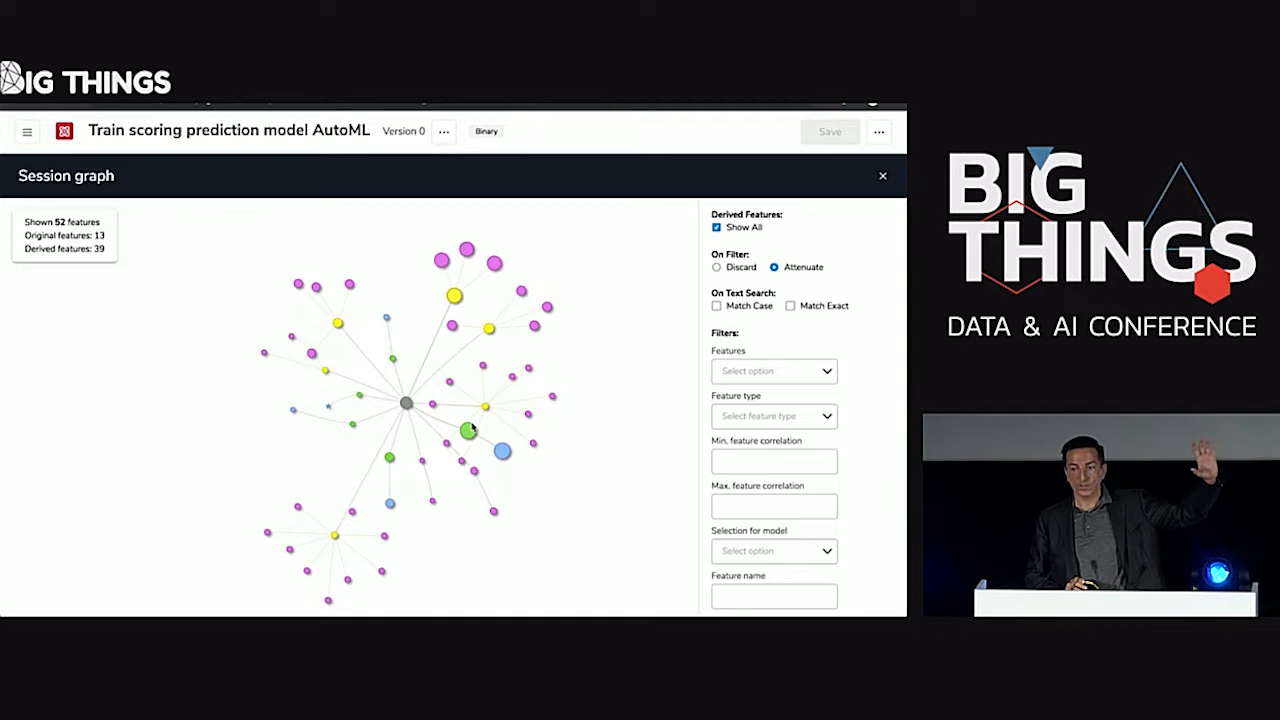 BIG THINGS
Train scoring prediction model AutoML
Version 0
...
Binary
Save
...
Session graph
Shown 52 features
Original features: 13
Derived features: 39
Derived Features:
Show All
On Filter:
Discard
Attenuate
On Text Search:
Match Case
Match Exact
Filters:
Features
Select option
Feature type
Select feature type
Min. feature correlation
Max. feature correlation
Selection for model
Select option
Feature name
BIG
THINGS
DATA & AI CONFERENCE